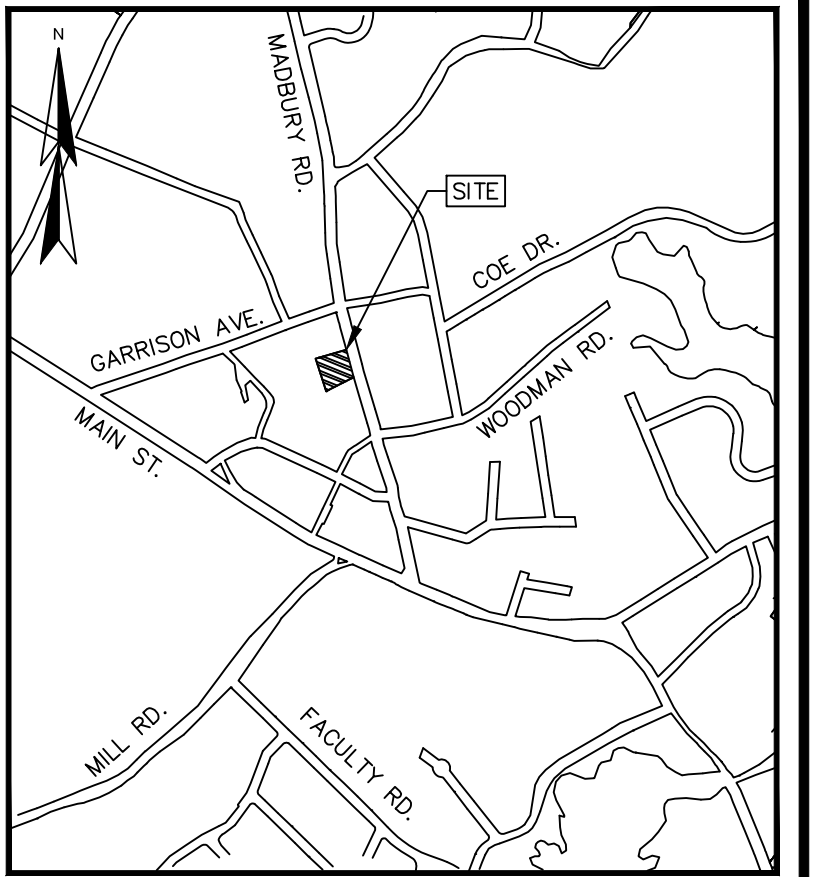 N
MADBURY RD.
SITE
COE DR.
GARRISON AVE.
WOODMAN RD.
MAIN ST.
MILL RD.
FACULTY RD.